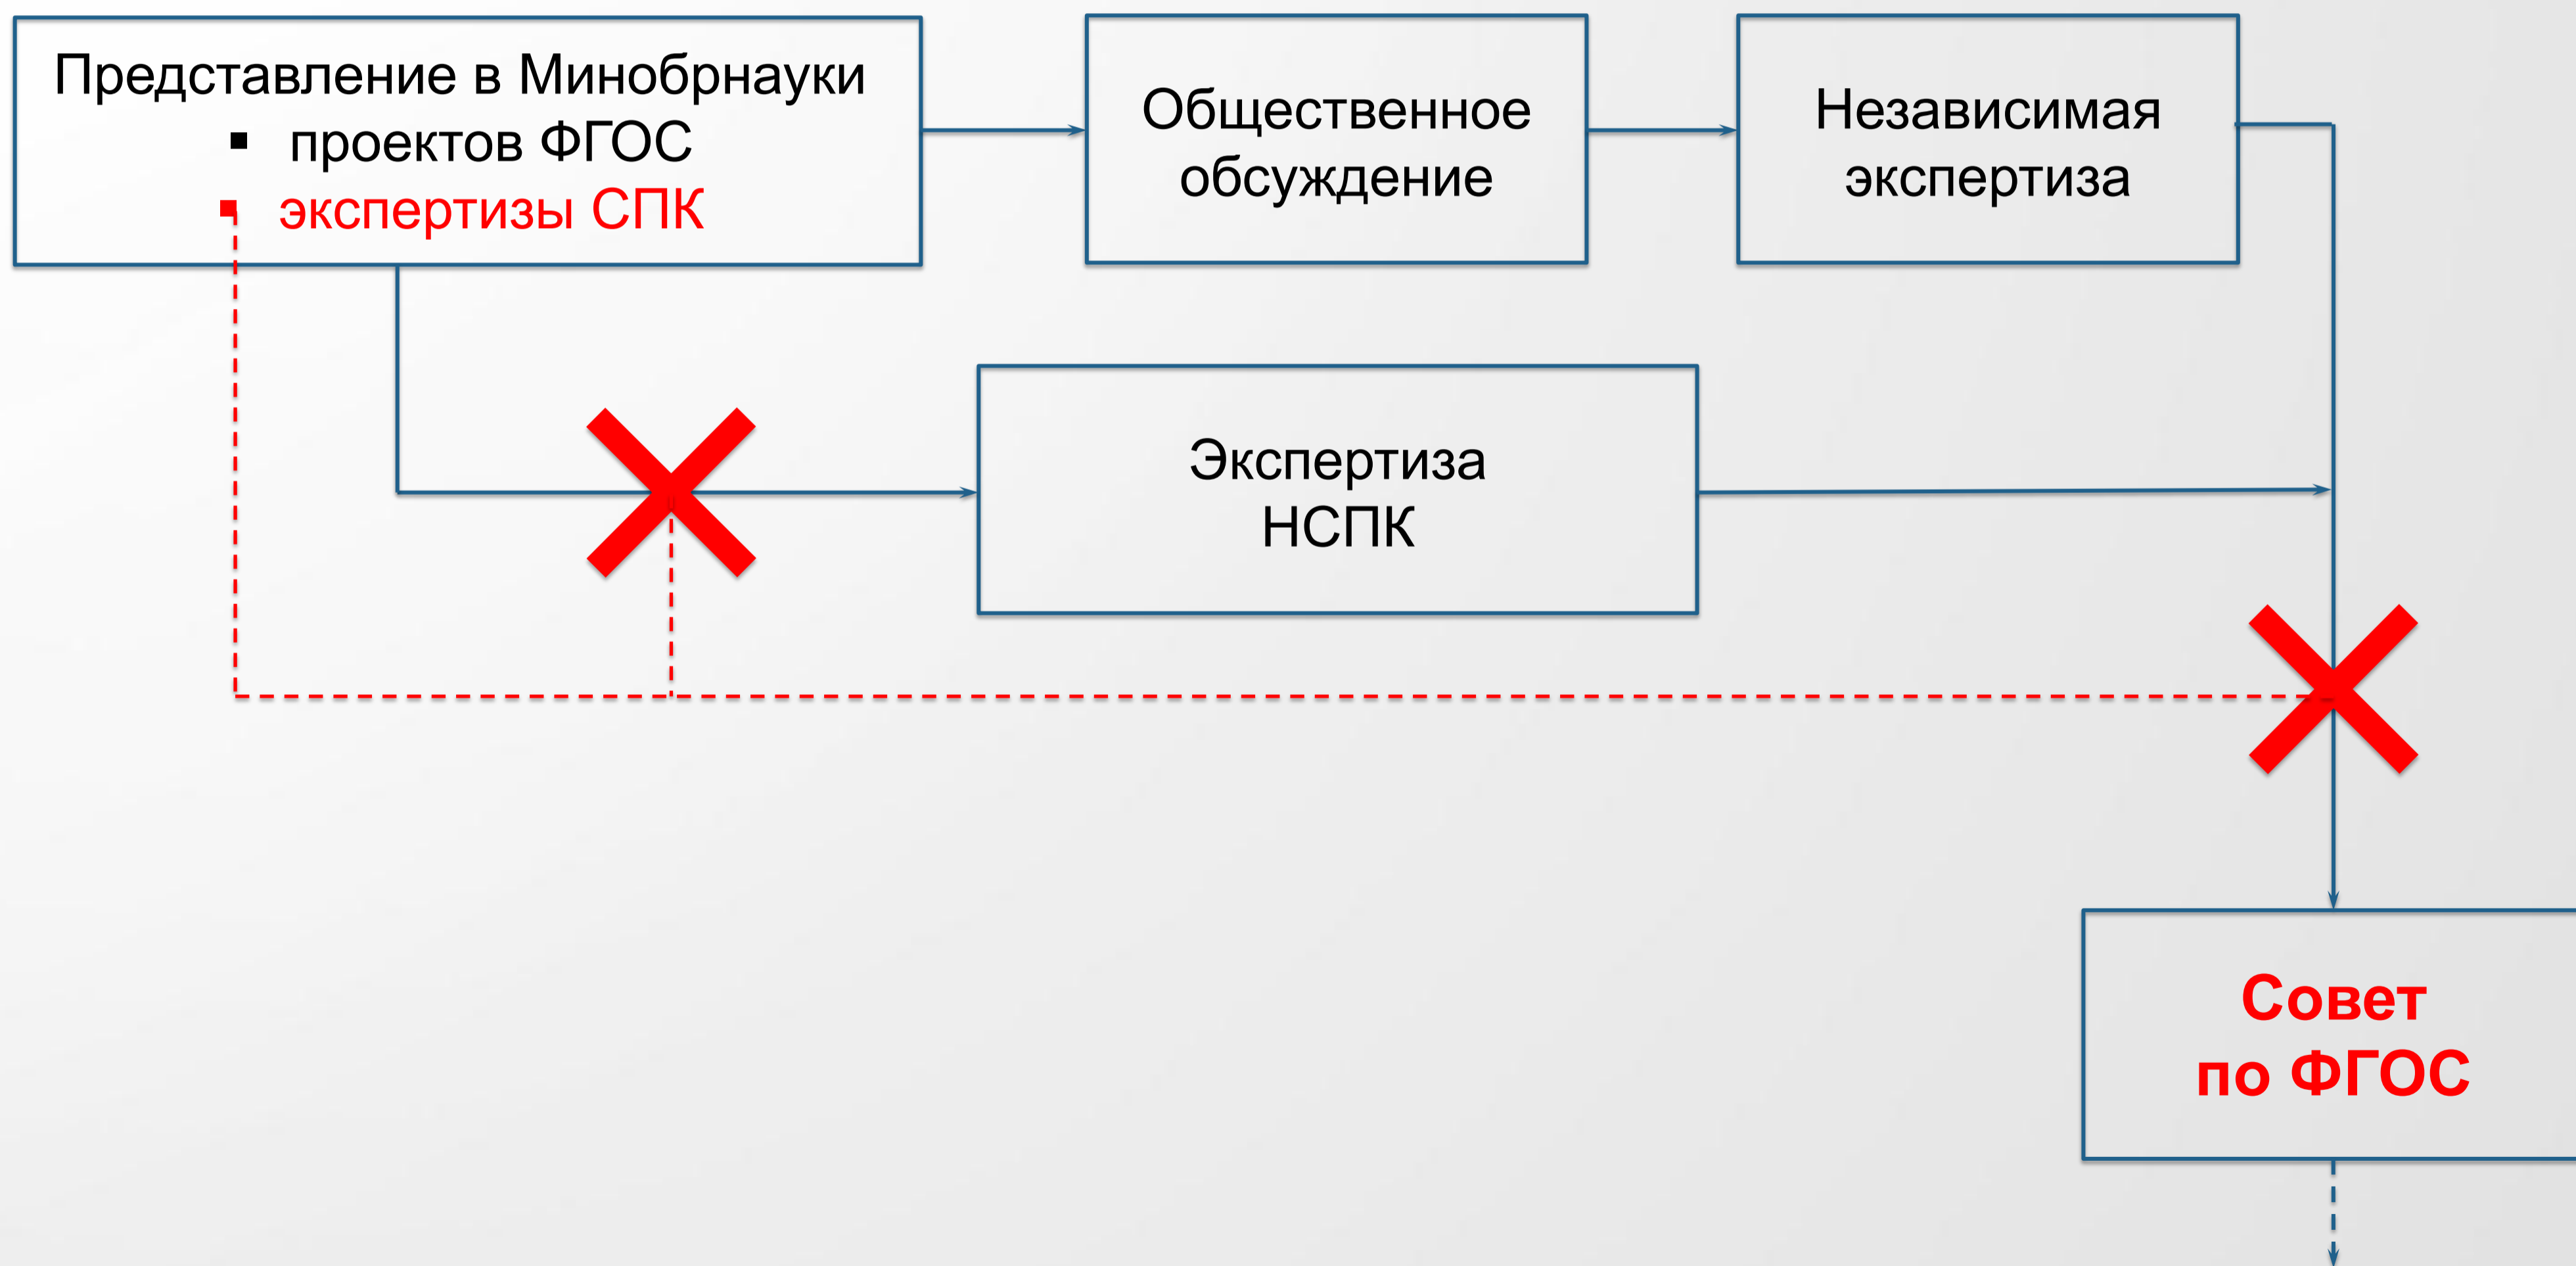 Представление в Минобрнауки
▪ проектов ФГОС
▪ экспертизы СПК
Общественное
обсуждение
Независимая
экспертиза
Экспертиза
НСПК
Совет
по ФГОС